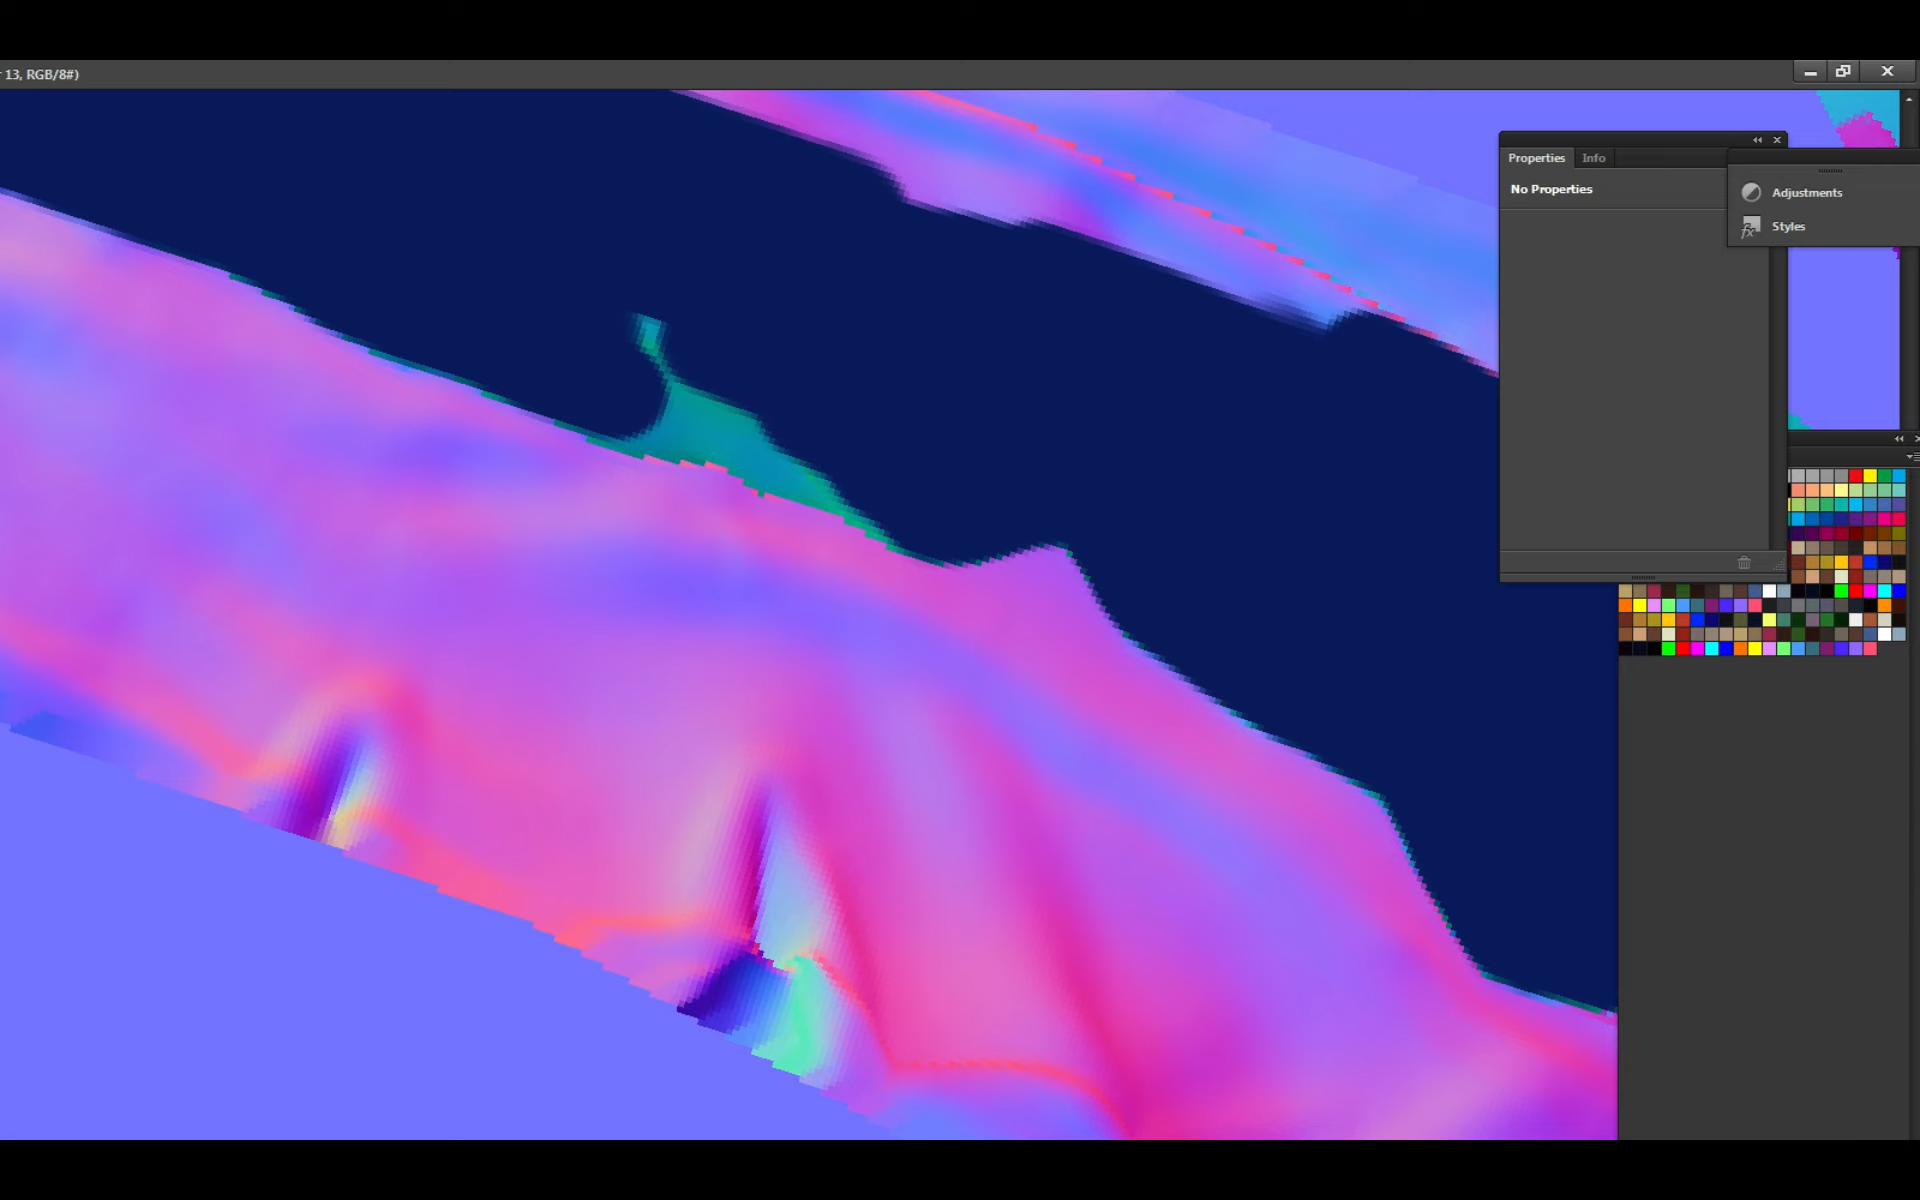 13, RGB/8#)
Properties
Info
No Properties
Adjustments
Styles